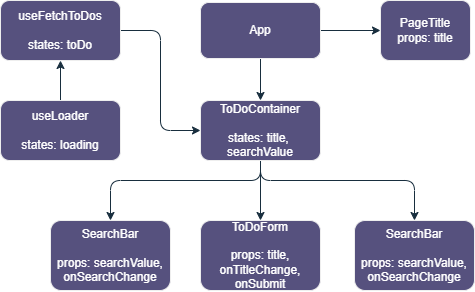 useFetchToDos
states: toDo
App
PageTitle
props: title
useLoader
states: loading
ToDoContainer
states: title,
searchValue
SearchBar
props: searchValue,
onSearchChange
ToDoForm
props: title,
onTitleChange,
onSubmit
SearchBar
props: searchValue,
onSearchChange